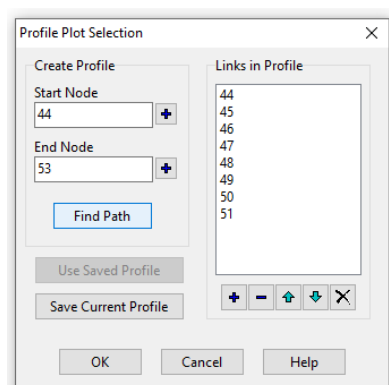 Profile Plot Selection
Create Profile
Start Node
44
End Node
53
Find Path
Use Saved Profile
Save Current Profile
Links in Profile
44
45
46
47
48
49
50
51
OK Cancel Help